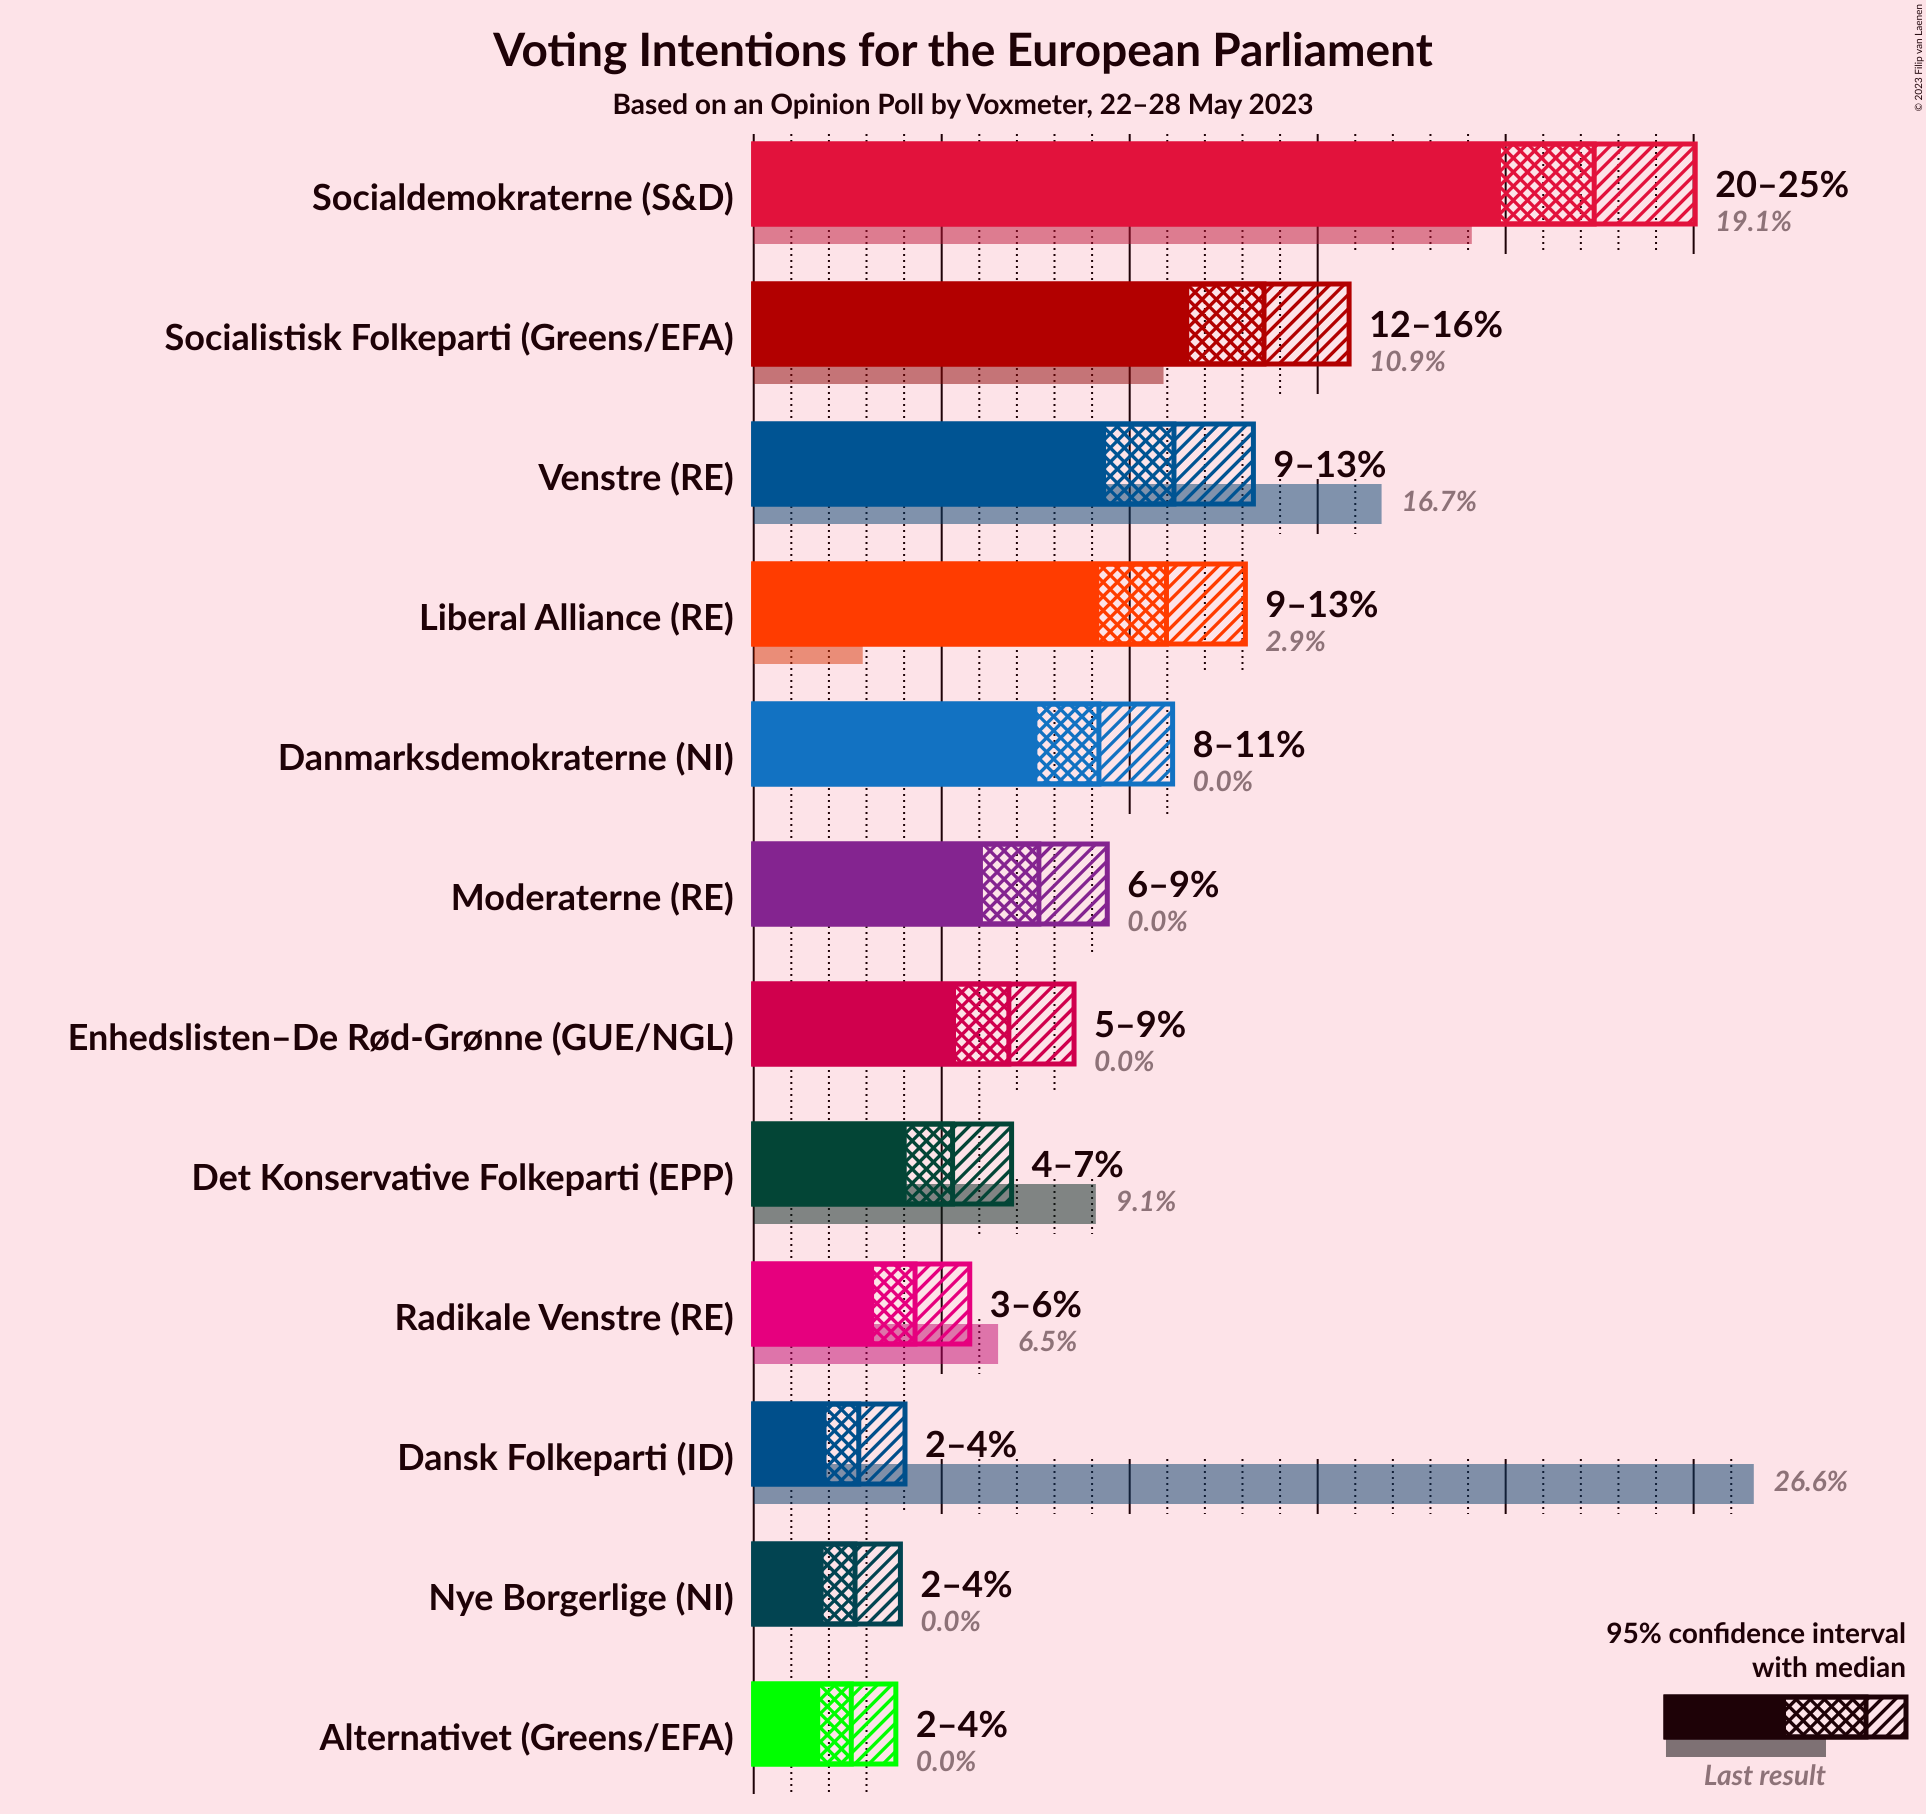 Voting Intentions for the European Parliament
Based on an Opinion Poll by Voxmeter, 22–28 May 2023
© 2023 Filip van Laenen
Socialdemokraterne (S&D)
20–25%
19.1%
Socialistisk Folkeparti (Greens/EFA)
12–16%
10.9%
Venstre (RE)
9–13%
16.7%
Liberal Alliance (RE)
9–13%
2.9%
Danmarksdemokraterne (NI)
8–11%
0.0%
Moderaterne (RE)
6–9%
0.0%
Enhedslisten–De Rød-Grønne (GUE/NGL)
5–9%
0.0%
Det Konservative Folkeparti (EPP)
4–7%
9.1%
Radikale Venstre (RE)
3–6%
6.5%
Dansk Folkeparti (ID)
2–4%
26.6%
Nye Borgerlige (NI)
2–4%
0.0%
Alternativet (Greens/EFA)
2–4%
0.0%
95% confidence interval
with median
Last result